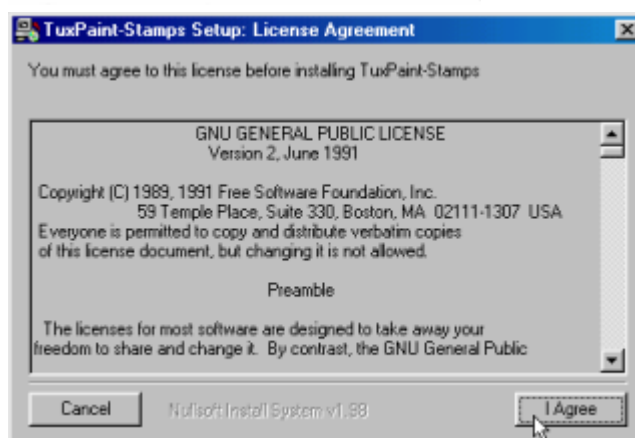 TuxPaint-Stamps Setup: License Agreement
You must agree to this license before installing TuxPaint-Stamps
GNU GENERAL PUBLIC LICENSE
Version 2, June 1991
Copyright (C) 1989, 1991 Free Software Foundation, Inc.
59 Temple Place, Suite 330, Boston, MA 02111-1307 USA
Everyone is permitted to copy and distribute verbatim copies
of this license document, but changing it is not allowed.
Preamble
The licenses for most software are designed to take away your
freedom to share and change it. By contrast, the GNU General Public
Cancel
Nullsoft Install System v1.98
I Agree